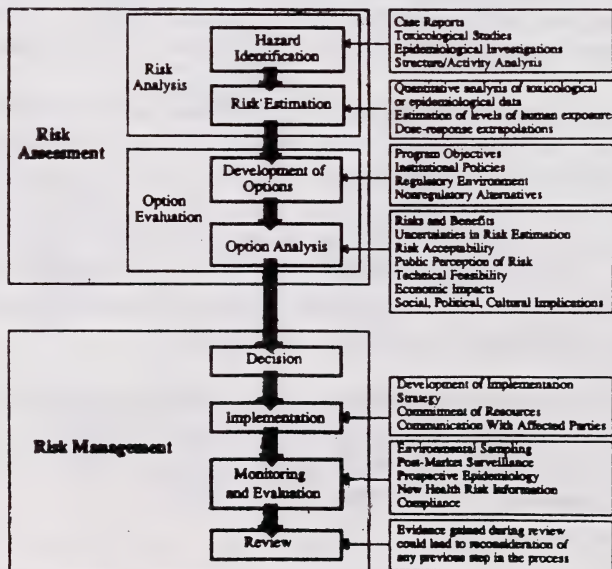 Risk
Assessment
Risk
Analysis
Hazard
Identification
Case Reports
Toxicological Studies
Epidemiological Investigations
Structure/Activity Analysis
Risk Estimation
Quantitative analysis of toxicological
or epidemiological data
Estimation of levels of human exposure
Dose-response extrapolations
Option
Evaluation
Development of
Options
Program Objectives
Institutional Policies
Regulatory Environment
Nonregulatory Alternatives
Option Analysis
Risks and Benefits
Uncertainties in Risk Estimation
Risk Acceptability
Public Perception of Risk
Technical Feasibility
Economic Impacts
Social, Political, Cultural Implications
Risk Management
Decision
Implementation
Development of Implementation
Strategy
Commitment of Resources
Communication With Affected Parties
Monitoring
and Evaluation
Environmental Sampling
Post-Market Surveillance
Prospective Epidemiology
New Health Risk Information
Compliance
Review
Evidence gained during review
could lead to reconsideration of
any previous step in the process